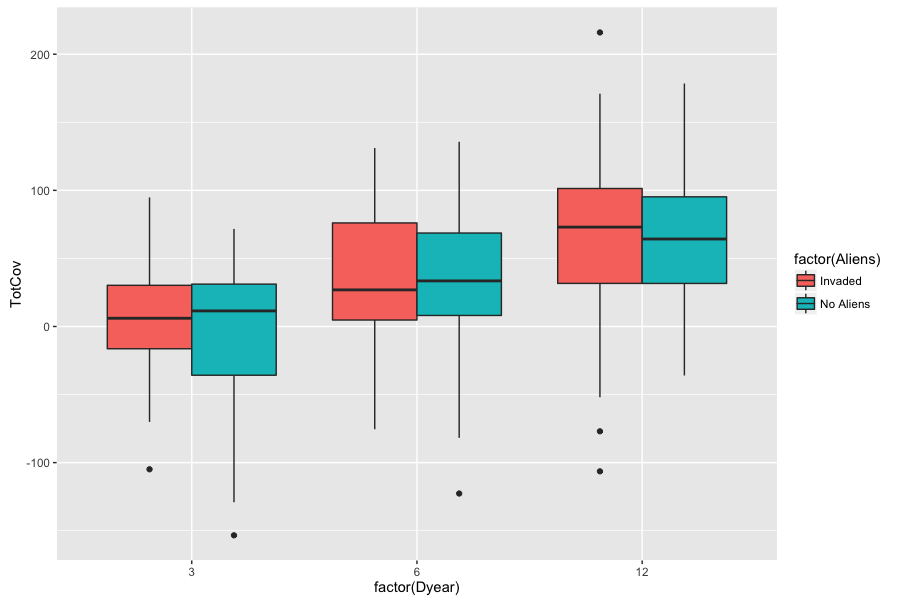 TotCov
200
100
0
-100
3
6
12
factor(Dyear)
factor(Aliens)
Invaded
No Aliens